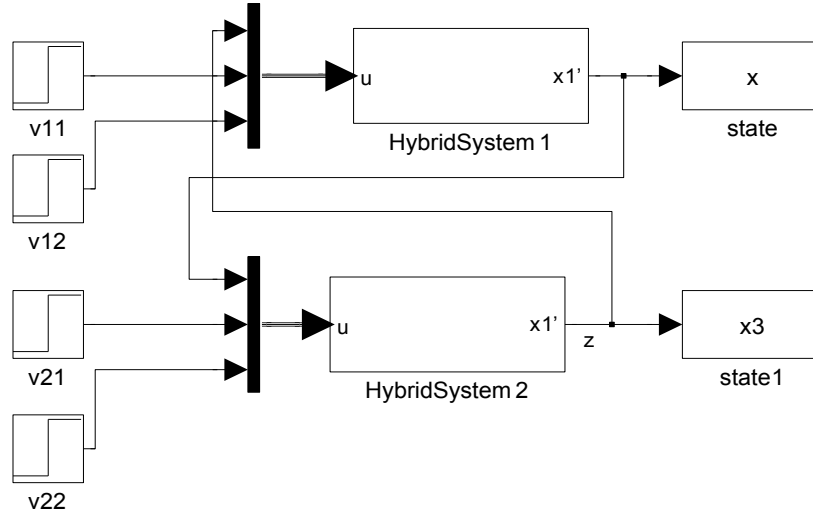 v11
u
x1'
HybridSystem 1
x
state
v12
v21
u
x1'
HybridSystem 2
z
x3
state1
v22